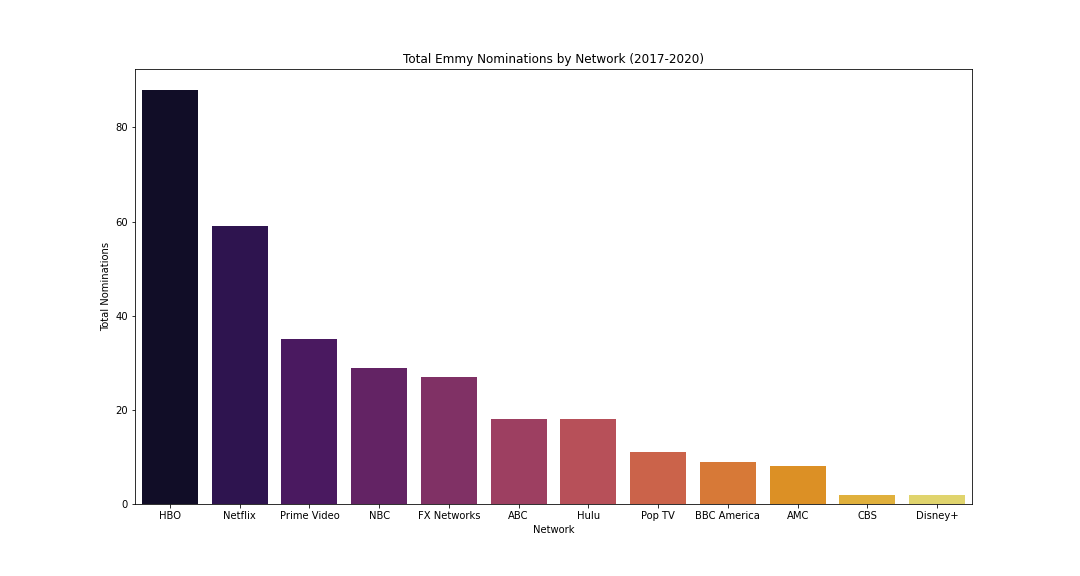 Total Emmy Nominations by Network (2017-2020)
Total Nominations
80
60
40
20
0
HBO Netflix Prime Video NBC FX Networks ABC Hulu Pop TV BBC America AMC CBS Disney+
Network